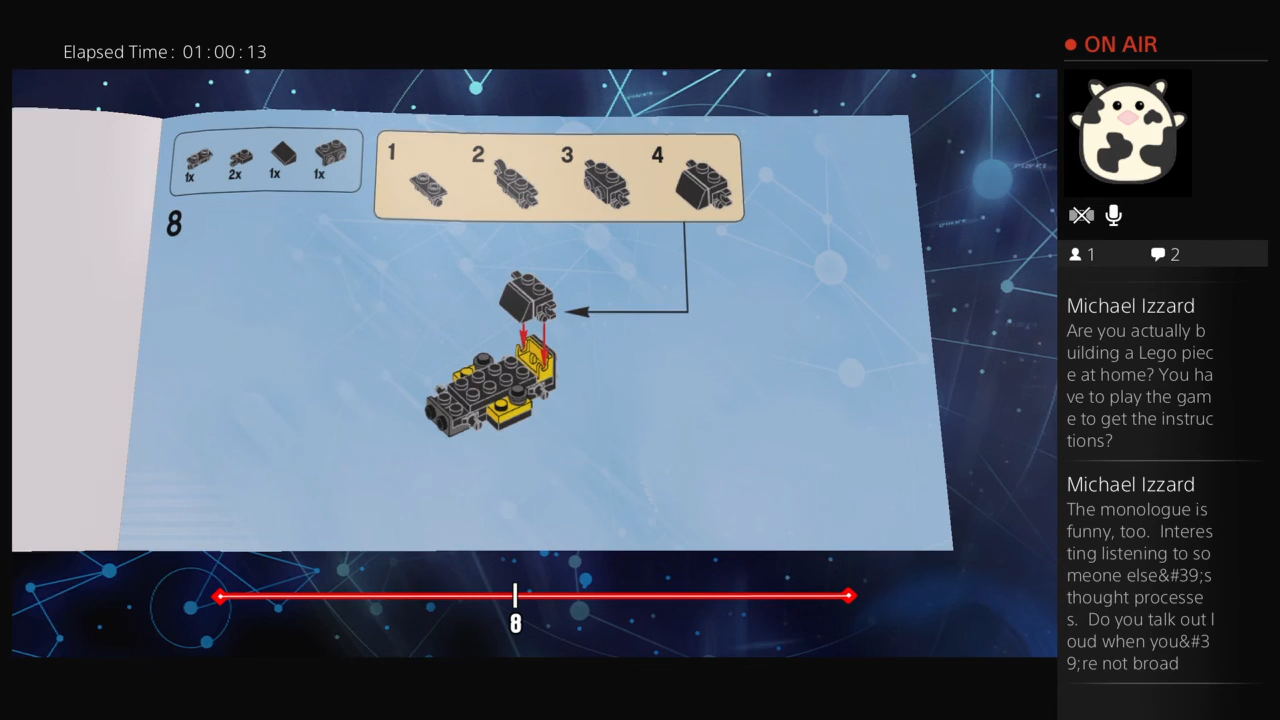 Elapsed Time: 01:00:13
ON AIR
1x
2x
1x
1x
1
2
3
4
8
8
1
2
Michael Izzard
Are you actually b
uilding a Lego piec
e at home? You ha
ve to play the gam
e to get the instruc
tions?
Michael Izzard
The monologue is
funny, too.  Interes
ting listening to so
meone else&#39;s
thought processe
s.  Do you talk out l
oud when you&#3
9;re not broad